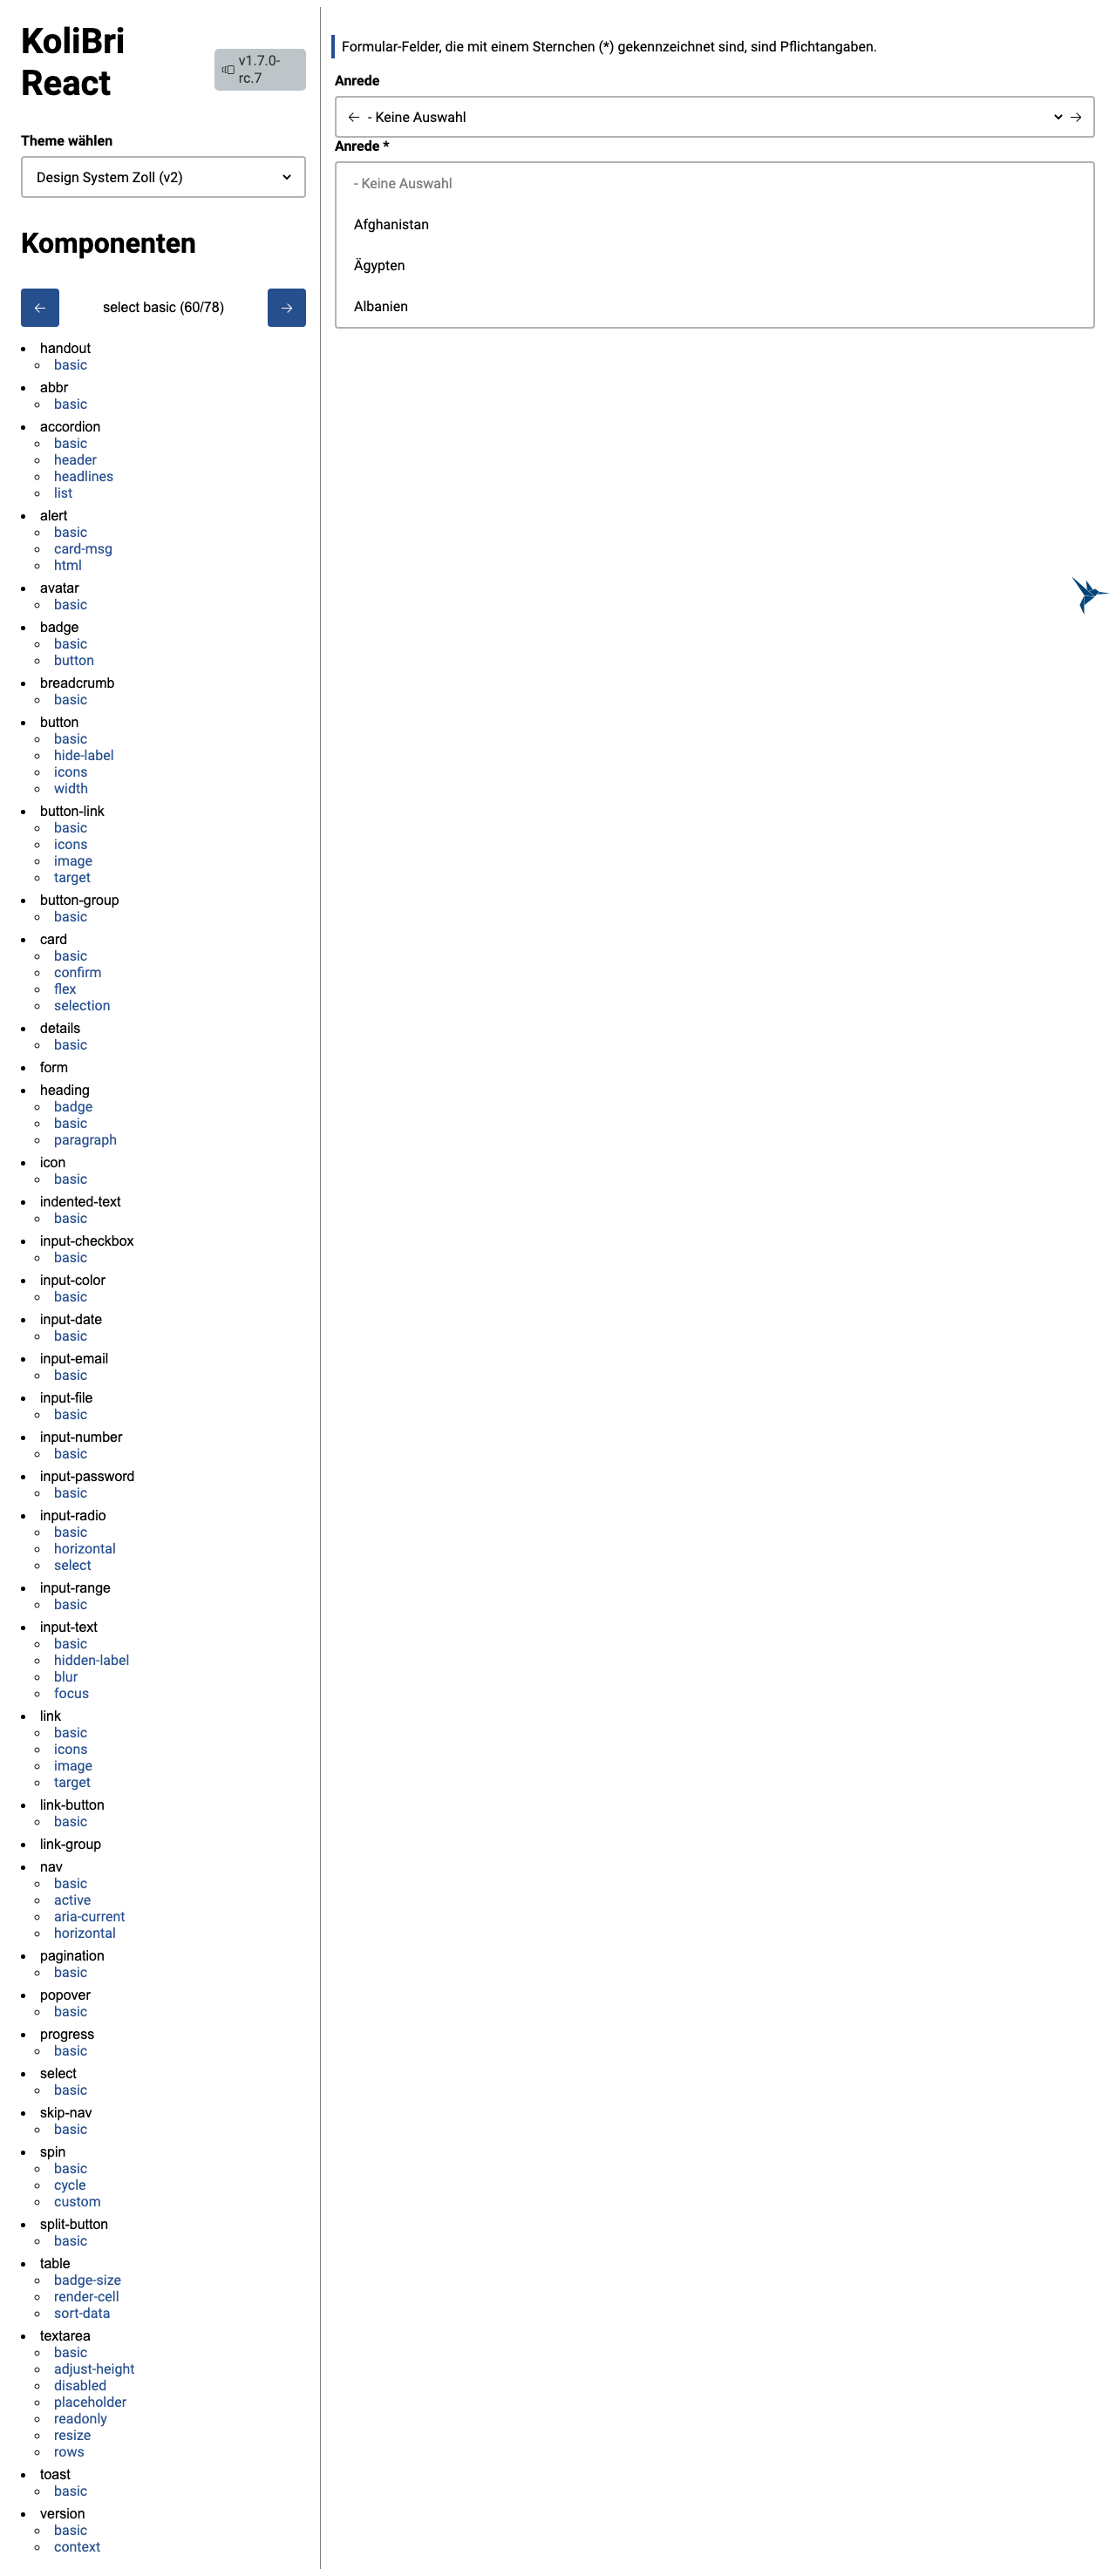 KoliBri
React
v1.7.0-
rc.7
Theme wählen
Design System Zoll (v2)
Komponenten
← select basic (60/78) →
handout
basic
abbr
basic
accordion
basic
header
headlines
list
alert
basic
card-msg
html
avatar
basic
badge
basic
button
breadcrumb
basic
button
basic
hide-label
icons
width
button-link
basic
icons
image
target
button-group
basic
card
basic
confirm
flex
selection
details
basic
form
heading
badge
basic
paragraph
icon
basic
indented-text
basic
input-checkbox
basic
input-color
basic
input-date
basic
input-email
basic
input-file
basic
input-number
basic
input-password
basic
input-radio
basic
horizontal
select
input-range
basic
input-text
basic
hidden-label
blur
focus
link
basic
icons
image
target
link-button
basic
link-group
nav
basic
active
aria-current
horizontal
pagination
basic
popover
basic
progress
basic
select
basic
skip-nav
basic
spin
basic
cycle
custom
split-button
basic
table
badge-size
render-cell
sort-data
textarea
basic
adjust-height
disabled
placeholder
readonly
resize
rows
toast
basic
version
basic
context
Formular-Felder, die mit einem Sternchen (*) gekennzeichnet sind, sind Pflichtangaben.
Anrede
← - Keine Auswahl →
Anrede *
- Keine Auswahl
Afghanistan
Ägypten
Albanien